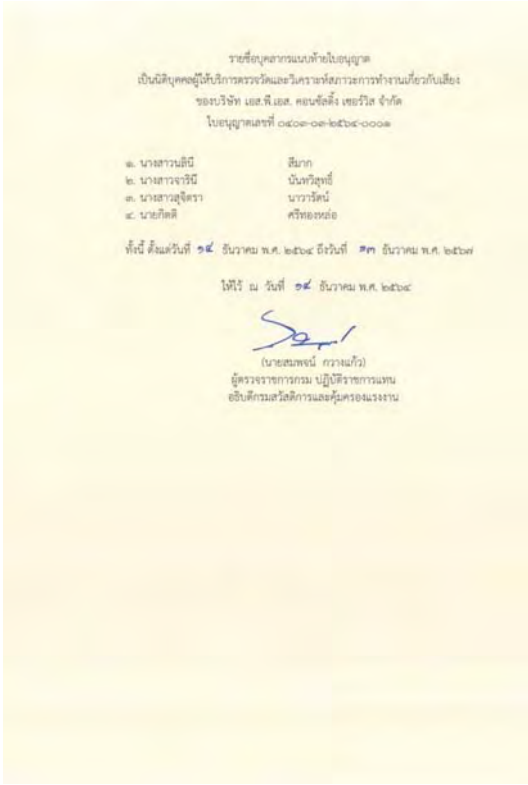 รายชื่อบุคลากรแนบท้ายใบอนุญาต
เป็นนิติบุคคลผู้ให้บริการตรวจวัดและวิเคราะห์สภาวะการทำงานเกี่ยวกับเสียง
ของบริษัท เอส.พี.เอส. คอนซัลติ้ง เซอร์วิส จำกัด
ใบอนุญาตเลขที่ ๐๔๐๓-๐๓-๒๕๖๔-๐๐๐๑
๑. นางสาวนลินี สีมาก
๒. นางสาวจารินี นันทวิสุทธิ์
๓. นางสาวสุจิตรา นาวารัตน์
๔. นายกิตติ ศรีทองหล่อ
ทั้งนี้ ตั้งแต่วันที่ ๑๔ ธันวาคม พ.ศ. ๒๕๖๔ ถึงวันที่ ๑๓ ธันวาคม พ.ศ. ๒๕๖๗
ให้ไว้ ณ วันที่ ๑๔ ธันวาคม พ.ศ. ๒๕๖๔
(นายสมพจน์ กวางแก้ว)
ผู้ตรวจราชการกรม ปฏิบัติราชการแทน
อธิบดีกรมสวัสดิการและคุ้มครองแรงงาน